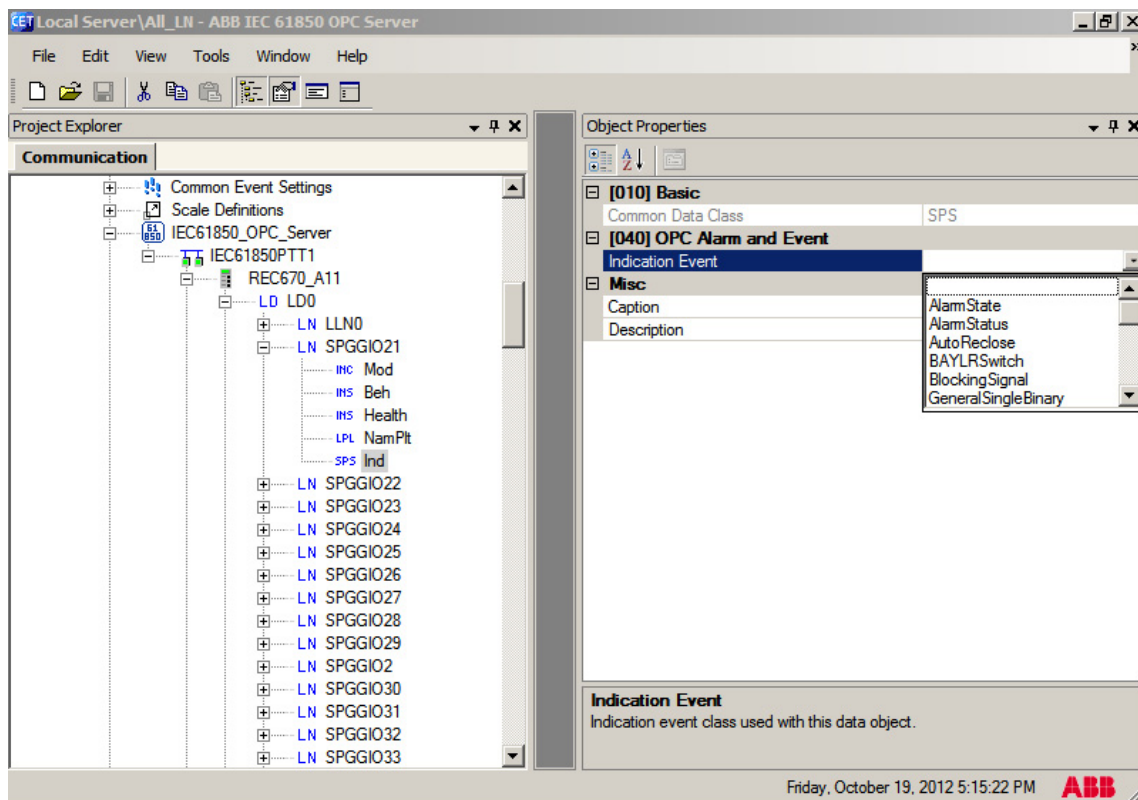 CET Local Server\All_LN - ABB IEC 61850 OPC Server
File Edit View Tools Window Help
Project Explorer
Communication
Common Event Settings
Scale Definitions
61 850 IEC61850_OPC_Server
IEC61850PTT1
REC670_A11
LD LD0
LN LLN0
LN SPGGIO21
INC Mod
INS Beh
INS Health
LPL NamPlt
SPS Ind
LN SPGGIO22
LN SPGGIO23
LN SPGGIO24
LN SPGGIO25
LN SPGGIO26
LN SPGGIO27
LN SPGGIO28
LN SPGGIO29
LN SPGGIO2
LN SPGGIO30
LN SPGGIO31
LN SPGGIO32
LN SPGGIO33
Object Properties
[010] Basic
Common Data Class SPS
[040] OPC Alarm and Event
Indication Event
Misc
Caption
Description
AlarmState
AlarmStatus
AutoReclose
BAYLRSwitch
BlockingSignal
GeneralSingleBinary
Indication Event
Indication event class used with this data object.
Friday, October 19, 2012 5:15:22 PM ABB